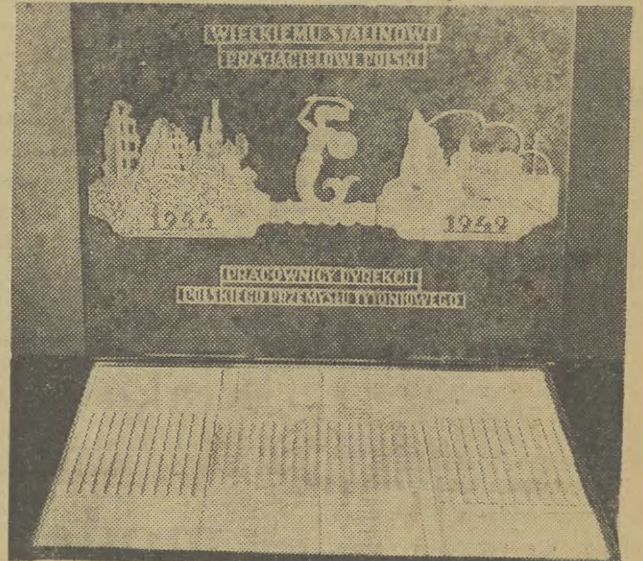 WIELKIEMU STALINOWI
PRZYJACIELOWI POLSKI
1944
1949
PRACOWNICY DYREKCJI
POLSKIEGO PRZEMYSŁU TYTONIOWEGO